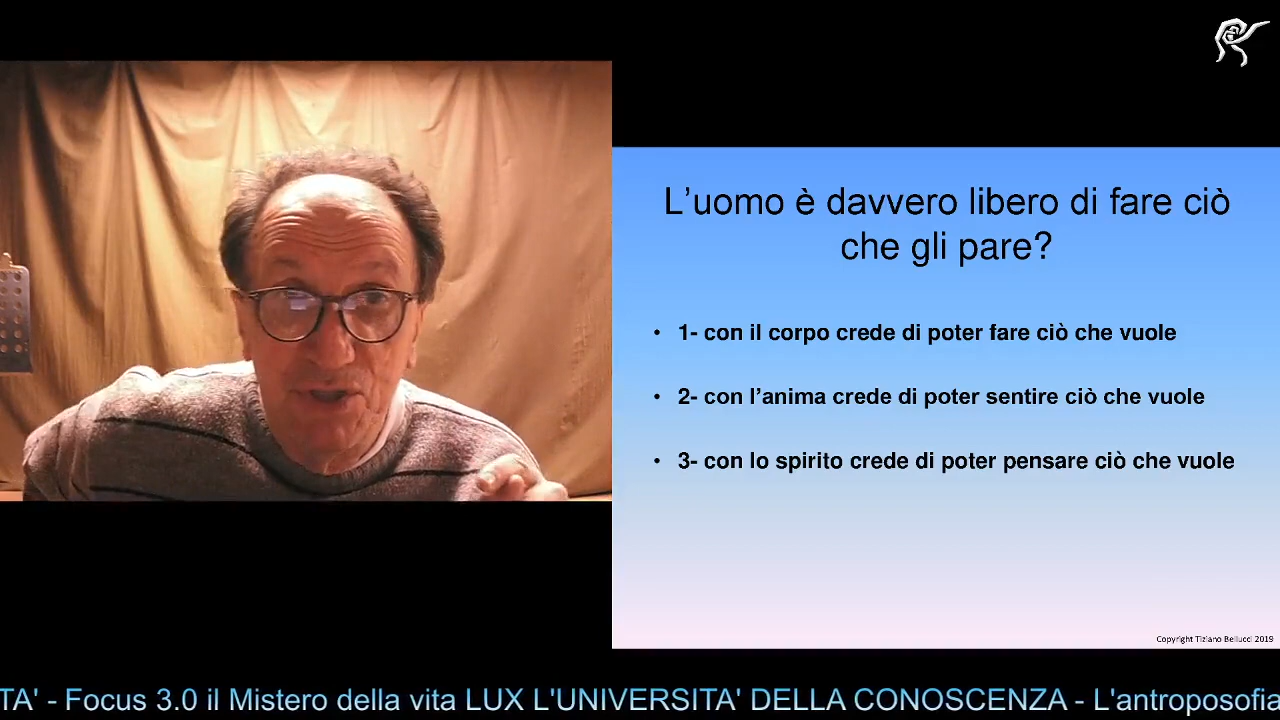 L'uomo è davvero libero di fare ciò
che gli pare?
• 1- con il corpo crede di poter fare ciò che vuole
• 2- con l'anima crede di poter sentire ciò che vuole
• 3- con lo spirito crede di poter pensare ciò che vuole
Copyright Tiziano Bellucci 2019
TA' - Focus 3.0 il Mistero della vita LUX L'UNIVERSITA' DELLA CONOSCENZA - L'antroposofia